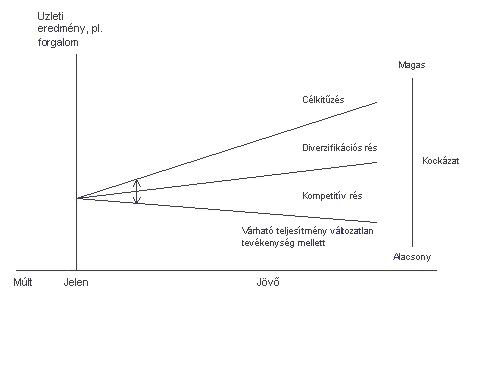 Uzleti
eredmény, pl.
forgalom
Magas
Célkitűzés
Diverzifikációs rés
Kockázat
Kompetitív rés
Várható teljesítmény változatlan
tevékenység mellett
Alacsony
Múlt
Jelen
Jövő